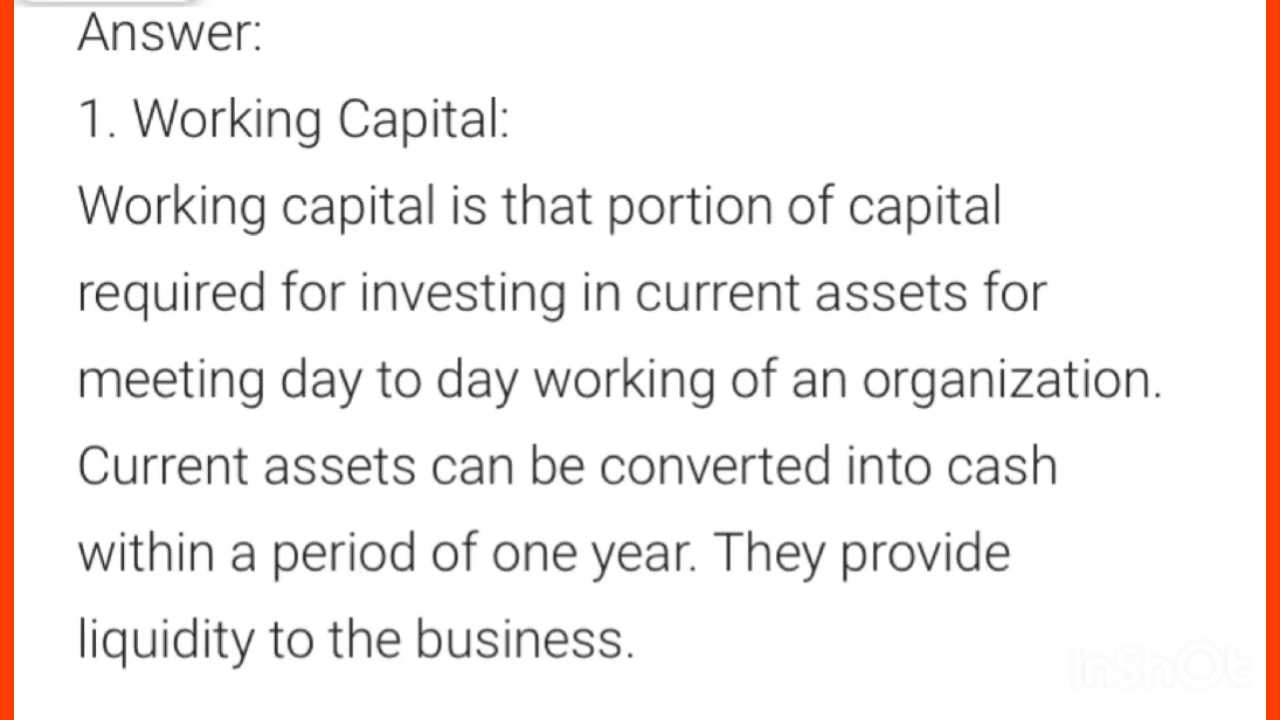 Answer:
1. Working Capital:
Working capital is that portion of capital
required for investing in current assets for
meeting day to day working of an organization.
Current assets can be converted into cash
within a period of one year. They provide
liquidity to the business.
InShOt